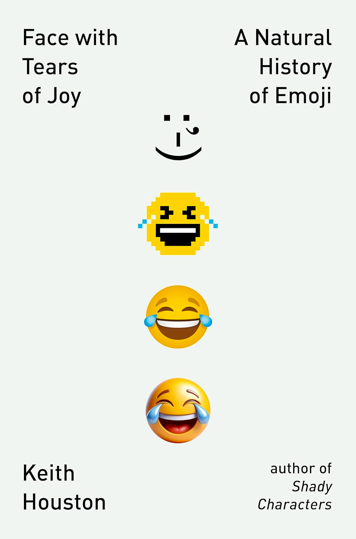 Face with
Tears
of Joy
A Natural
History
of Emoji
Keith
Houston
author of
Shady
Characters